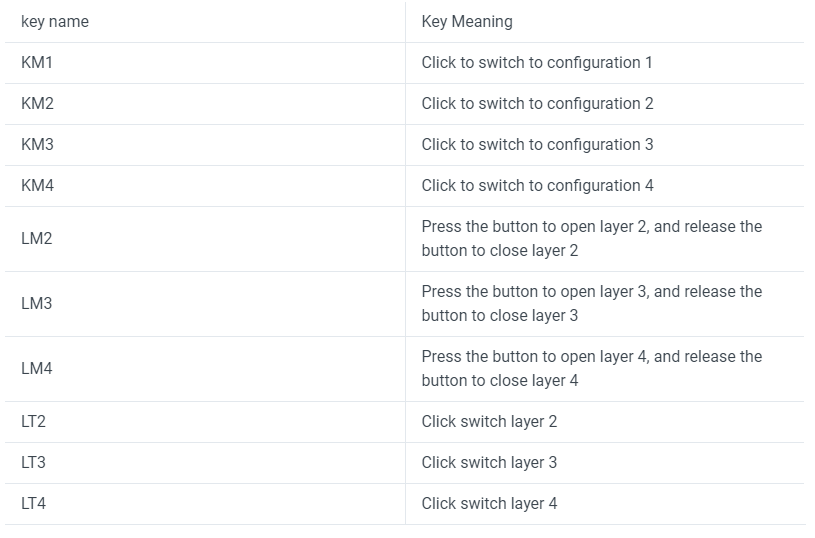 key name
Key Meaning
KM1
Click to switch to configuration 1
KM2
Click to switch to configuration 2
KM3
Click to switch to configuration 3
KM4
Click to switch to configuration 4
LM2
Press the button to open layer 2, and release the
button to close layer 2
LM3
Press the button to open layer 3, and release the
button to close layer 3
LM4
Press the button to open layer 4, and release the
button to close layer 4
LT2
Click switch layer 2
LT3
Click switch layer 3
LT4
Click switch layer 4